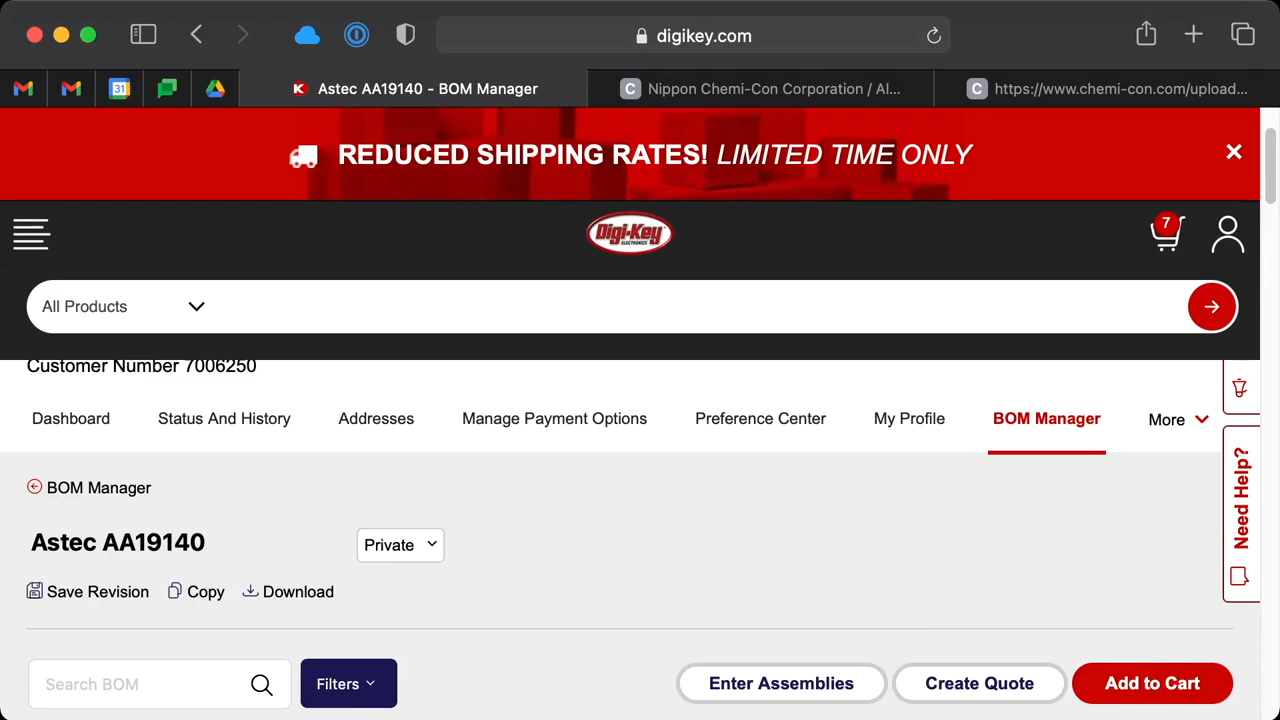 digikey.com
31
Astec AA19140 - BOM Manager
C Nippon Chemi-Con Corporation / Al...
C https://www.chemi-con.com/upload...
REDUCED SHIPPING RATES! LIMITED TIME ONLY
Digi-Key
ELECTRONICS
7
All Products
Customer Number 7006250
Dashboard Status And History Addresses Manage Payment Options Preference Center My Profile BOM Manager More
Need Help?
BOM Manager
Astec AA19140 Private
Save Revision Copy Download
Search BOM Filters Enter Assemblies Create Quote Add to Cart